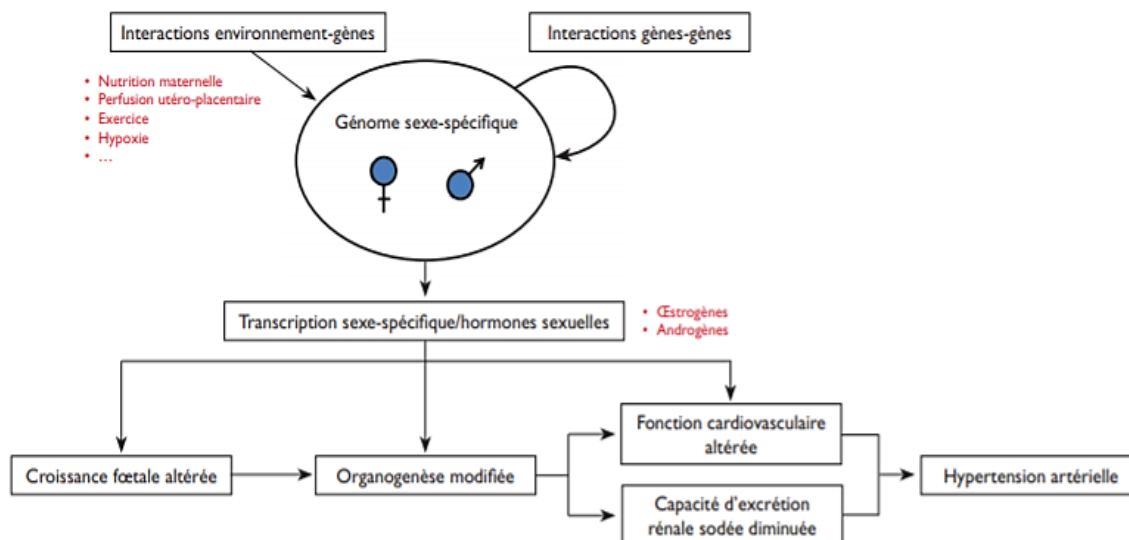 Interactions environnement-gènes
Interactions gènes-gènes
• Nutrition maternelle
• Perfusion utéro-placentaire
• Exercice
• Hypoxie
• ...
Génome sexe-spécifique
Transcription sexe-spécifique/hormones sexuelles
• Œstrogènes
• Androgènes
Fonction cardiovasculaire
altérée
Croissance fœtale altérée
Organogenèse modifiée
Hypertension artérielle
Capacité d'excrétion
rénale sodée diminuée